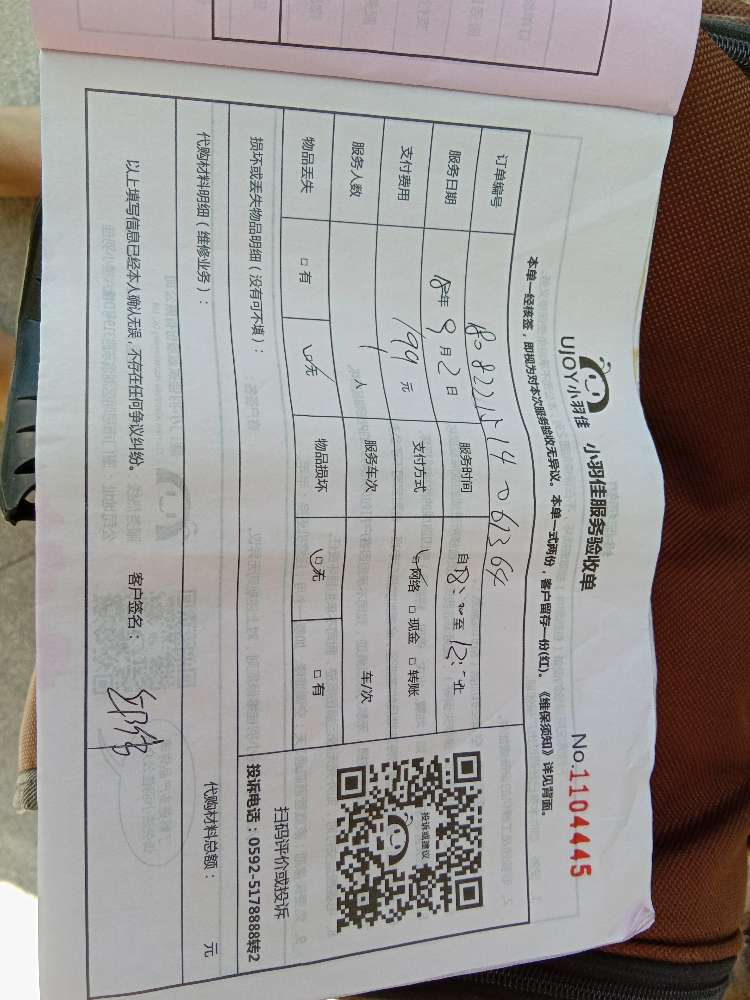 UJOY小羽佳 小羽佳服务验收单 No.1104445
本单一经核签，即视为对本次服务验收无异议。本单一式两份，客户留存一份(红)。《维保须知》详见背面。
订单编号
服务日期 18年9月2日 服务时间 自8: 至12:
支付费用 199元 支付方式 ☑网络 □现金 □转账
服务人数 1人 服务车次 车/次
物品丢失 □有 ☑无 物品损坏 ☑无 □有
投诉或建议
扫码评价或投诉
投诉电话：0592-5178888转2
损坏或丢失物品明细（没有可不填）：
代购材料明细（维修业务）： 代购材料总额： 元
以上填写信息已经本人确认无误，不存在任何争议纠纷。 客户签名：